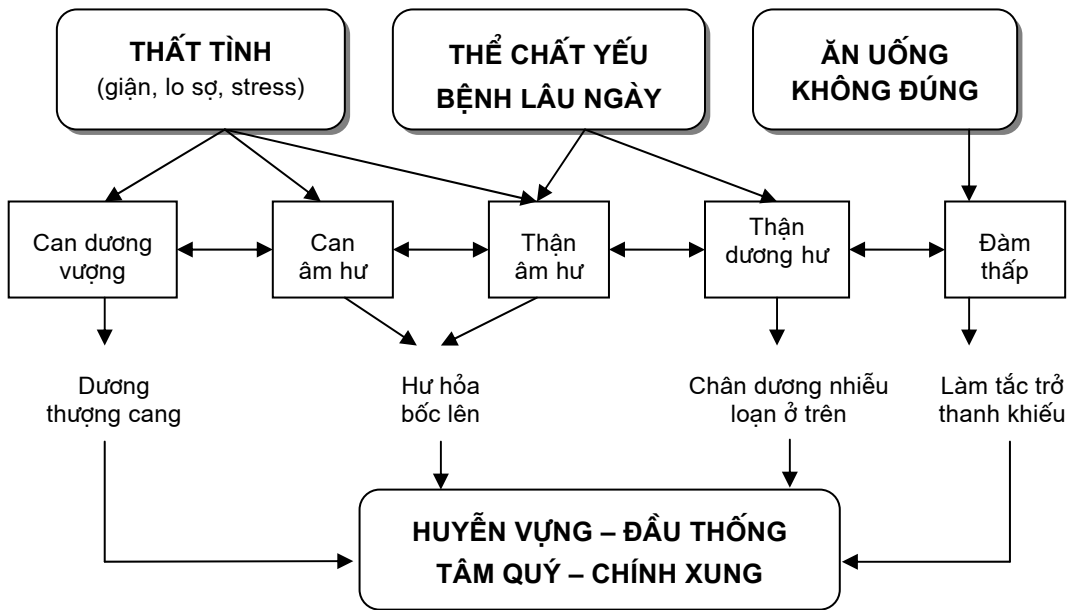 THẤT TÌNH
(giận, lo sợ, stress)
THỂ CHẤT YẾU
BỆNH LÂU NGÀY
ĂN UỐNG
KHÔNG ĐÚNG
Can dương
vượng
Can
âm hư
Thận
âm hư
Thận
dương hư
Đàm
thấp
Dương
thượng cang
Hư hỏa
bốc lên
Chân dương nhiễu
loạn ở trên
Làm tắc trở
thanh khiếu
HUYỄN VỰNG – ĐẦU THỐNG
TÂM QUÝ – CHÍNH XUNG